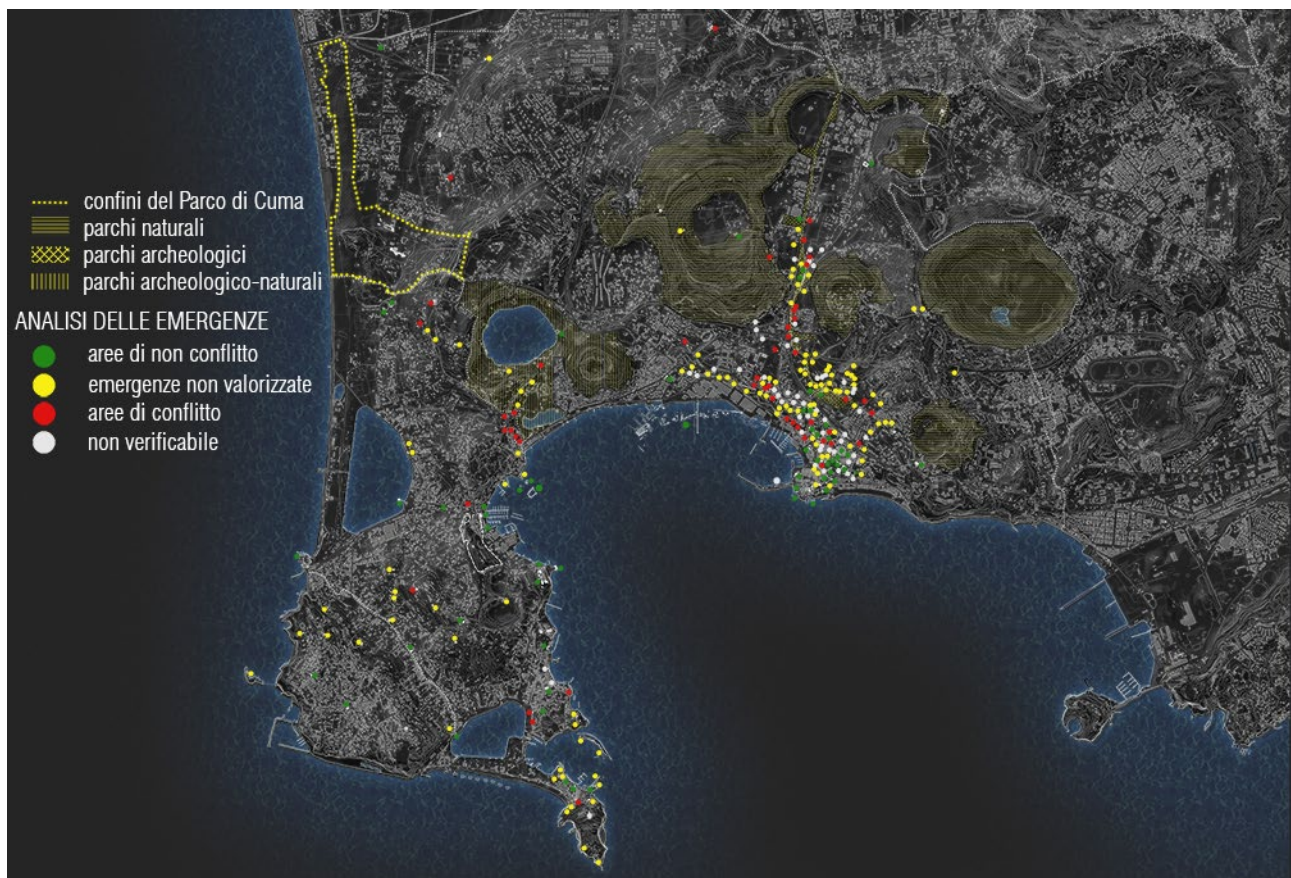 confini del Parco di Cuma
parchi naturali
parchi archeologici
parchi archeologico-naturali
ANALISI DELLE EMERGENZE
aree di non conflitto
emergenze non valorizzate
aree di conflitto
non verificabile